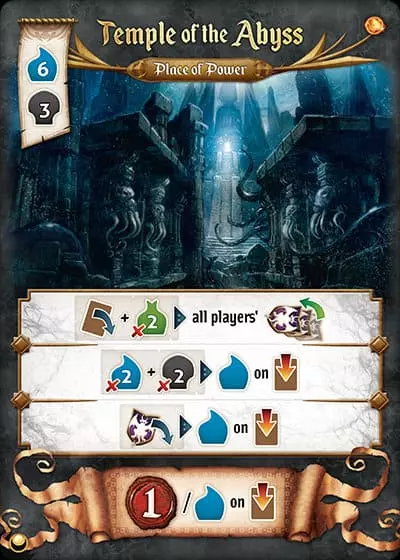 Temple of the Abyss
Place of Power
6
3
+ 2 all players'
2 + 2 on
on
1 / on